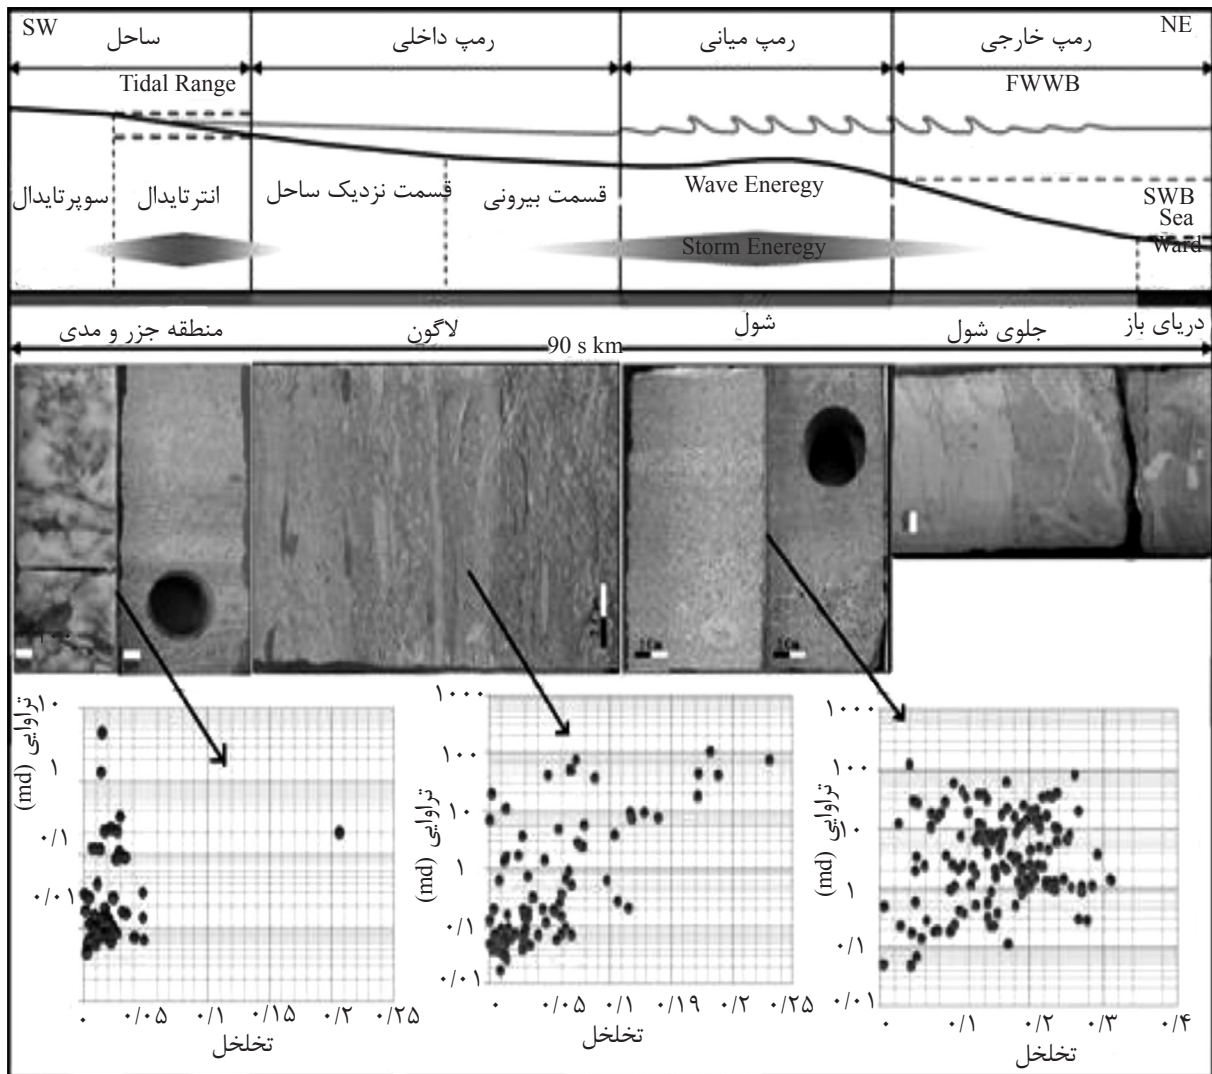 SW
NE
ساحل
رمپ داخلی
رمپ میانی
رمپ خارجی
Tidal Range
FWWB
سوپرتایدال
انترتایدال
قسمت نزدیک ساحل
قسمت بیرونی
Wave Eneregy
Storm Eneregy
SWB
Sea
Ward
منطقه جزر و مدی
لاگون
شول
جلوی شول
دریای باز
90 s km
تراوایی (md)
۱۰
۱
۰/۱
۰/۰۱
۰
۰/۰۵
۰/۱
۰/۱۵
۰/۲
۰/۲۵
تخلخل
تراوایی (md)
۱۰۰۰
۱۰۰
۱۰
۱
۰/۱
۰/۰۱
۰
۰/۰۵
۰/۱
۰/۱۹
۰/۲
۰/۲۵
تخلخل
تراوایی (md)
۱۰۰۰
۱۰۰
۱۰
۱
۰/۱
۰/۰۱
۰
۰/۱
۰/۲
۰/۳
۰/۴
تخلخل